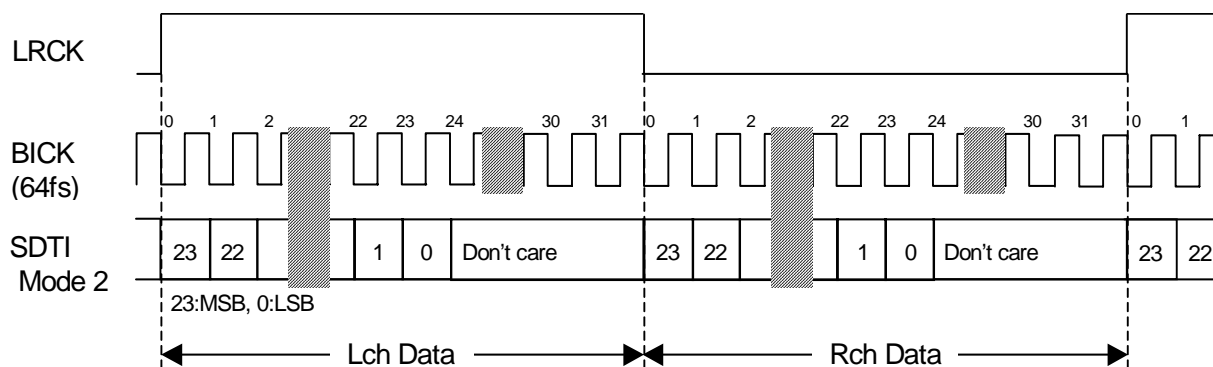 LRCK
0 1 2 22 23 24 30 31 0 1 2 22 23 24 30 31 0 1
BICK
(64fs)
SDTI
Mode 2
23 22 1 0 Don't care 23 22 1 0 Don't care 23 22
23:MSB, 0:LSB
Lch Data Rch Data